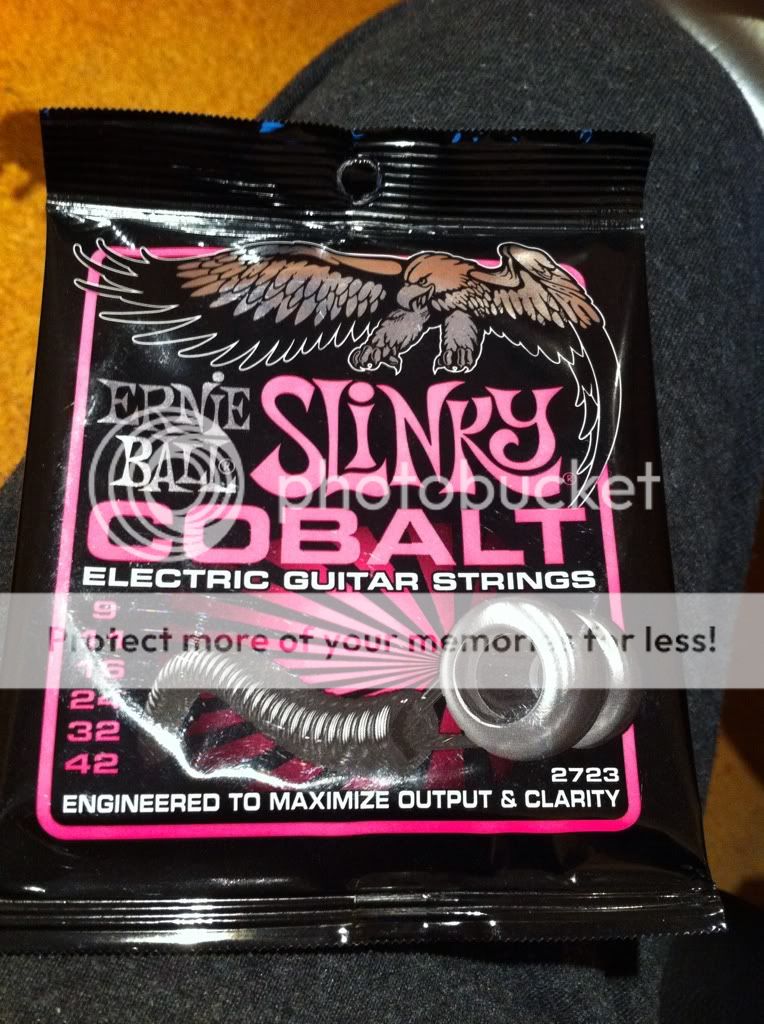 ERNiE
BALL®
SLiNKY®
photobucket
COBALT
ELECTRIC GUITAR STRINGS
9
Protect more of your memories for less!
16
32
42
2723
ENGINEERED TO MAXIMIZE OUTPUT & CLARITY